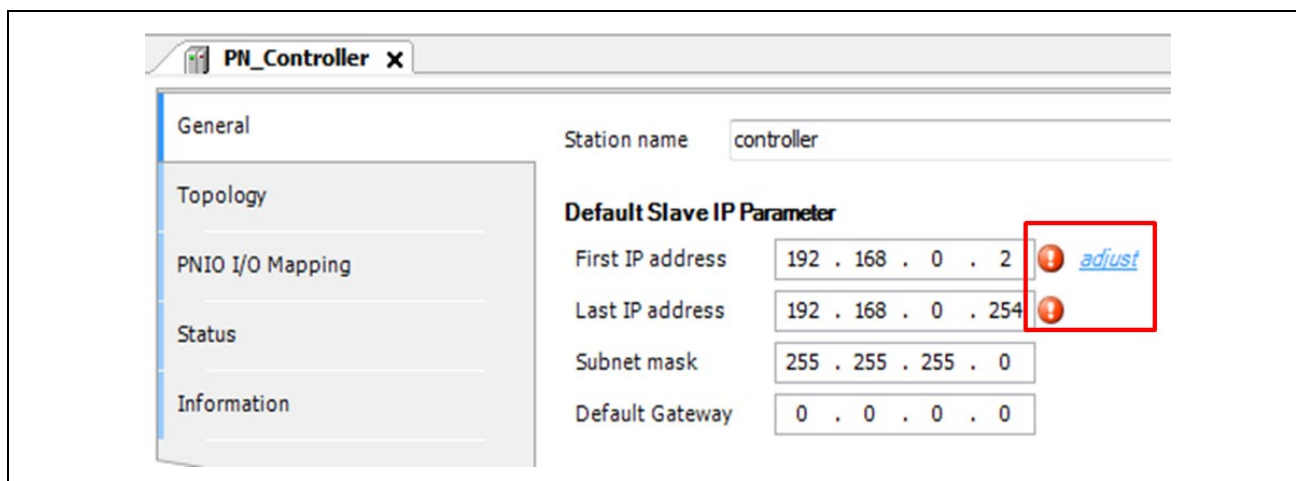 PN_Controller
General
Topology
PNIO I/O Mapping
Status
Information
Station name controller
Default Slave IP Parameter
First IP address 192 . 168 . 0 . 2 adjust
Last IP address 192 . 168 . 0 . 254
Subnet mask 255 . 255 . 255 . 0
Default Gateway 0 . 0 . 0 . 0